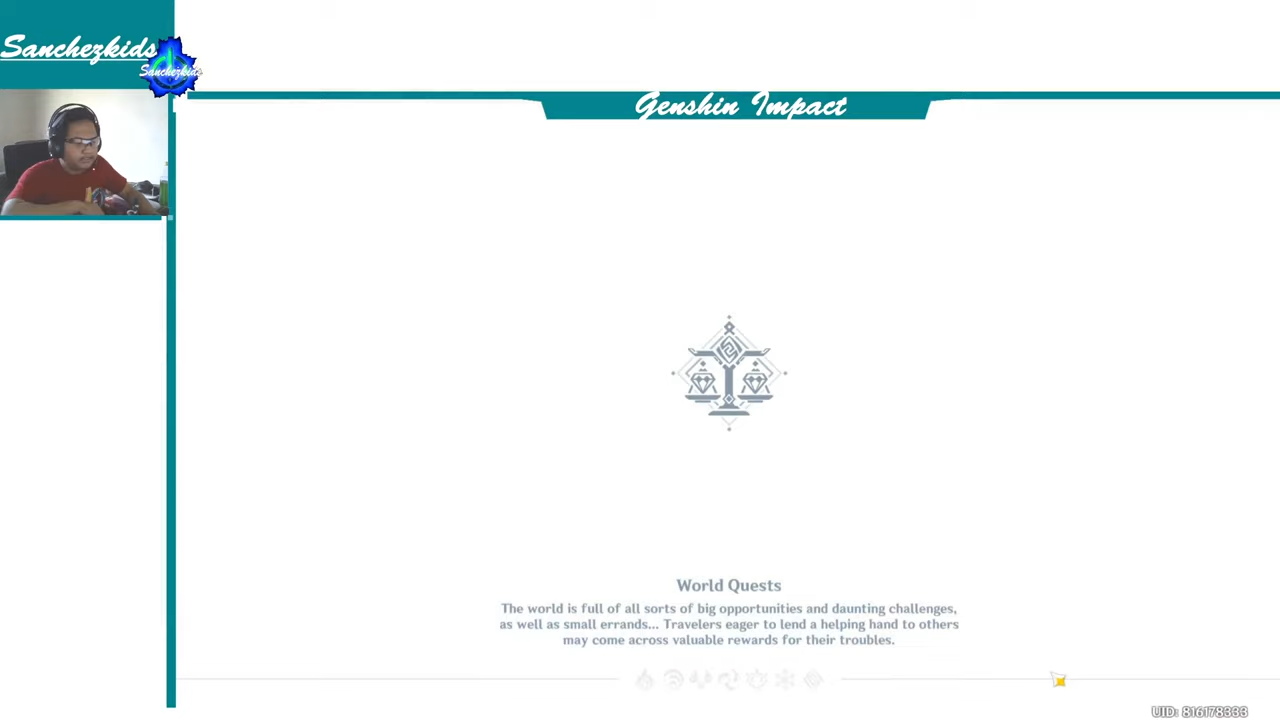 Sanchezkids
Sanchezkids
Genshin Impact
World Quests
The world is full of all sorts of big opportunities and daunting challenges,
as well as small errands... Travelers eager to lend a helping hand to others
may come across valuable rewards for their troubles.
UID: 816178333